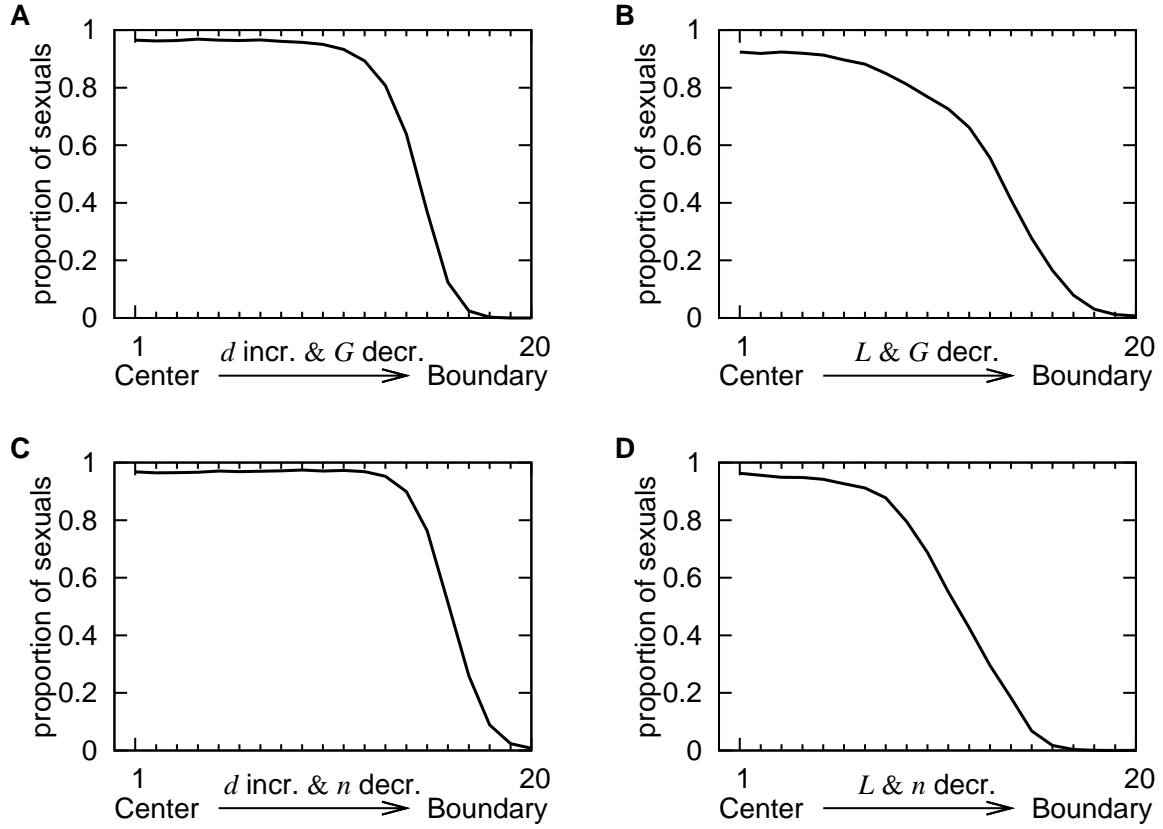 A
proportion of sexuals
1
0.8
0.6
0.4
0.2
0
1
20
d incr. & G decr.
Center
Boundary
B
proportion of sexuals
1
0.8
0.6
0.4
0.2
0
1
20
L & G decr.
Center
Boundary
C
proportion of sexuals
1
0.8
0.6
0.4
0.2
0
1
20
d incr. & n decr.
Center
Boundary
D
proportion of sexuals
1
0.8
0.6
0.4
0.2
0
1
20
L & n decr.
Center
Boundary